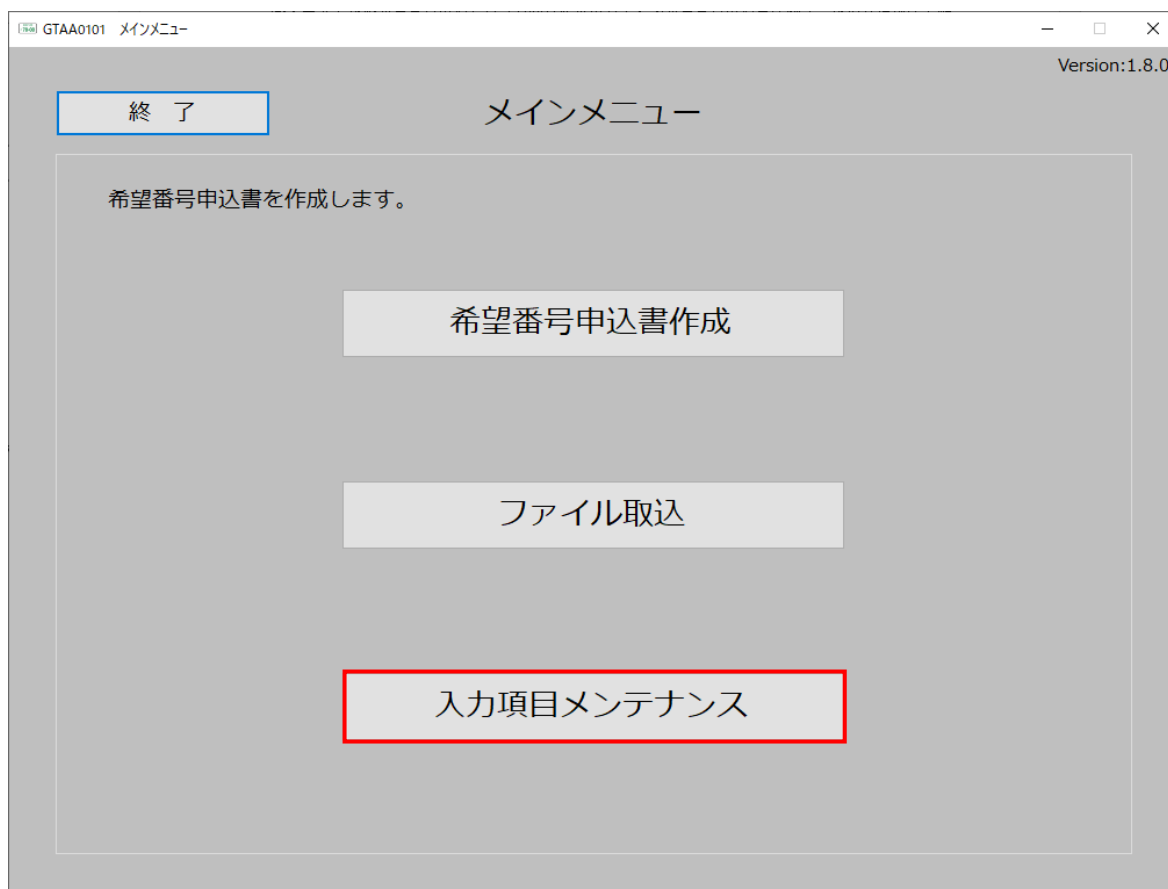 GTAA0101 メインメニュー
Version:1.8.0
終 了
メインメニュー
希望番号申込書を作成します。
希望番号申込書作成
ファイル取込
入力項目メンテナンス